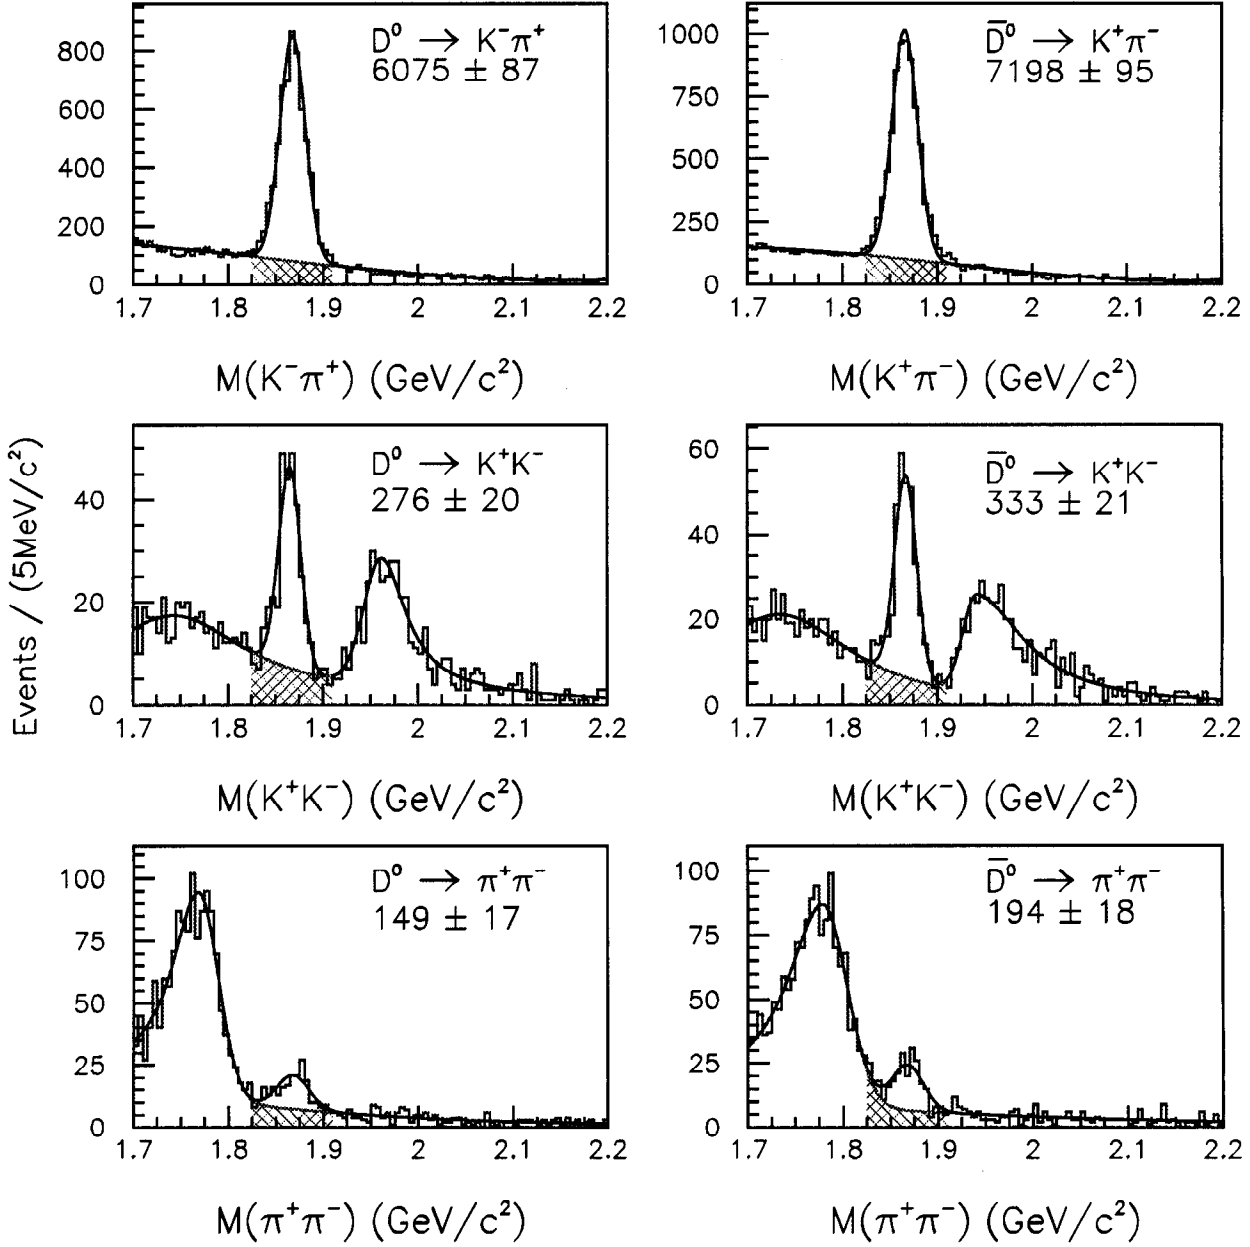 D⁰ → K⁻π⁺
6075 ± 87
800
600
400
200
0
1.7 1.8 1.9 2 2.1 2.2
M(K⁻π⁺) (GeV/c²)
D̅⁰ → K⁺π⁻
7198 ± 95
1000
750
500
250
0
1.7 1.8 1.9 2 2.1 2.2
M(K⁺π⁻) (GeV/c²)
Events / (5MeV/c²)
D⁰ → K⁺K⁻
276 ± 20
40
20
0
1.7 1.8 1.9 2 2.1 2.2
M(K⁺K⁻) (GeV/c²)
D̅⁰ → K⁺K⁻
333 ± 21
60
40
20
0
1.7 1.8 1.9 2 2.1 2.2
M(K⁺K⁻) (GeV/c²)
D⁰ → π⁺π⁻
149 ± 17
100
75
50
25
0
1.7 1.8 1.9 2 2.1 2.2
M(π⁺π⁻) (GeV/c²)
D̅⁰ → π⁺π⁻
194 ± 18
100
75
50
25
0
1.7 1.8 1.9 2 2.1 2.2
M(π⁺π⁻) (GeV/c²)